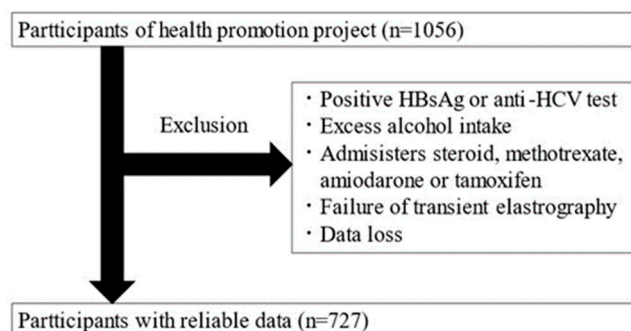 Partticipants of health promotion project (n=1056)
Exclusion
・Positive HBsAg or anti-HCV test
・Excess alcohol intake
・Admisisters steroid, methotrexate,
amiodarone or tamoxifen
・Failure of transient elastrography
・Data loss
Partticipants with reliable data (n=727)